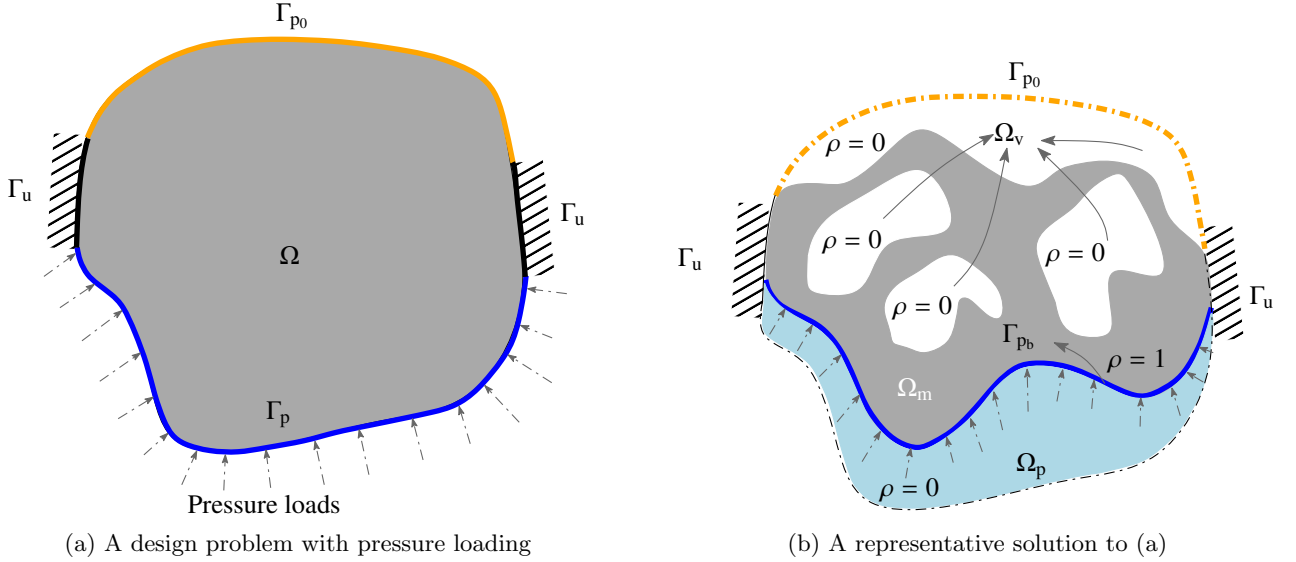 Γp₀
Γu
Γu
Ω
Γp
Pressure loads
(a) A design problem with pressure loading
Γp₀
Ωv
ρ = 0
ρ = 0
ρ = 0
ρ = 0
Γu
Γu
Γp_b
ρ = 1
Ωm
Ωp
ρ = 0
(b) A representative solution to (a)